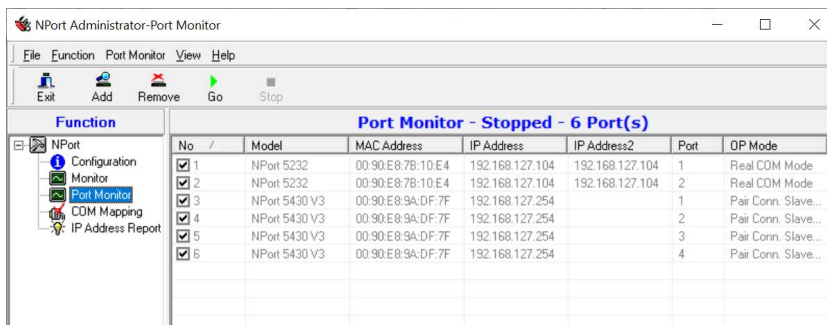 NPort Administrator-Port Monitor
File Function Port Monitor View Help
Exit Add Remove Go Stop
Function
Port Monitor - Stopped - 6 Port(s)
NPort
Configuration
Monitor
Port Monitor
COM Mapping
IP Address Report
No / Model MAC Address IP Address IP Address2 Port OP Mode
1 NPort 5232 00:90:E8:7B:10:E4 192.168.127.104 192.168.127.104 1 Real COM Mode
2 NPort 5232 00:90:E8:7B:10:E4 192.168.127.104 192.168.127.104 2 Real COM Mode
3 NPort 5430 V3 00:90:E8:9A:DF:7F 192.168.127.254 1 Pair Conn. Slave...
4 NPort 5430 V3 00:90:E8:9A:DF:7F 192.168.127.254 2 Pair Conn. Slave...
5 NPort 5430 V3 00:90:E8:9A:DF:7F 192.168.127.254 3 Pair Conn. Slave...
6 NPort 5430 V3 00:90:E8:9A:DF:7F 192.168.127.254 4 Pair Conn. Slave...